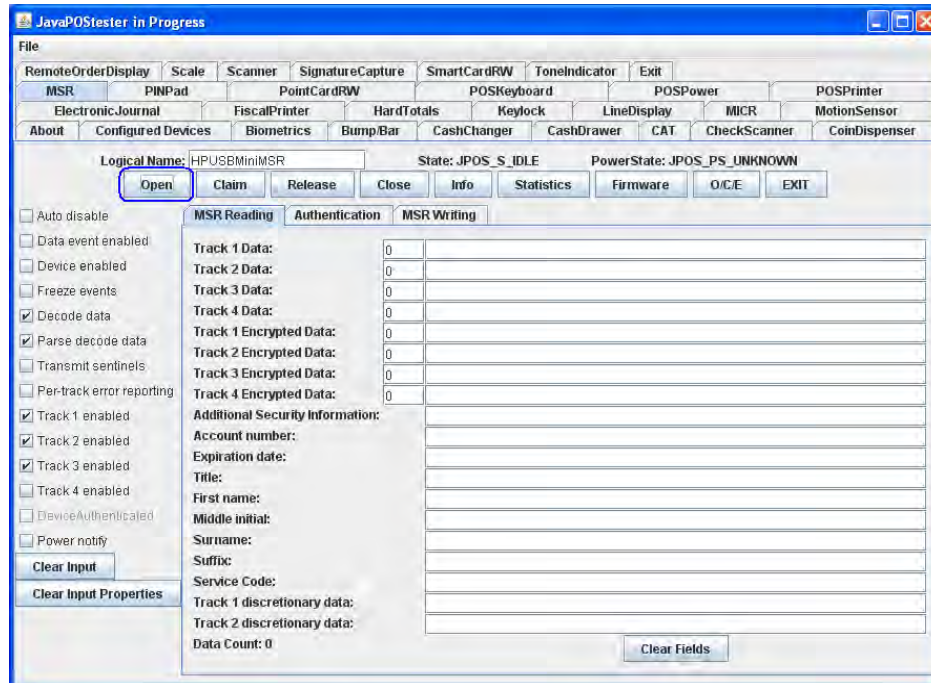 JavaPOStester in Progress
File
RemoteOrderDisplay Scale Scanner SignatureCapture SmartCardRW ToneIndicator Exit
MSR PINPad PointCardRW POSKeyboard POSPower POSPrinter
ElectronicJournal FiscalPrinter HardTotals Keylock LineDisplay MICR MotionSensor
About Configured Devices Biometrics Bump/Bar CashChanger CashDrawer CAT CheckScanner CoinDispenser
Logical Name: HPUSBMiniMSR State: JPOS_S_IDLE PowerState: JPOS_PS_UNKNOWN
Open Claim Release Close Info Statistics Firmware O/C/E EXIT
Auto disable
Data event enabled
Device enabled
Freeze events
Decode data
Parse decode data
Transmit sentinels
Per-track error reporting
Track 1 enabled
Track 2 enabled
Track 3 enabled
Track 4 enabled
DeviceAuthenticated
Power notify
Clear Input
Clear Input Properties
MSR Reading Authentication MSR Writing
Track 1 Data: 0
Track 2 Data: 0
Track 3 Data: 0
Track 4 Data: 0
Track 1 Encrypted Data: 0
Track 2 Encrypted Data: 0
Track 3 Encrypted Data: 0
Track 4 Encrypted Data: 0
Additional Security Information:
Account number:
Expiration date:
Title:
First name:
Middle initial:
Surname:
Suffix:
Service Code:
Track 1 discretionary data:
Track 2 discretionary data:
Data Count: 0
Clear Fields